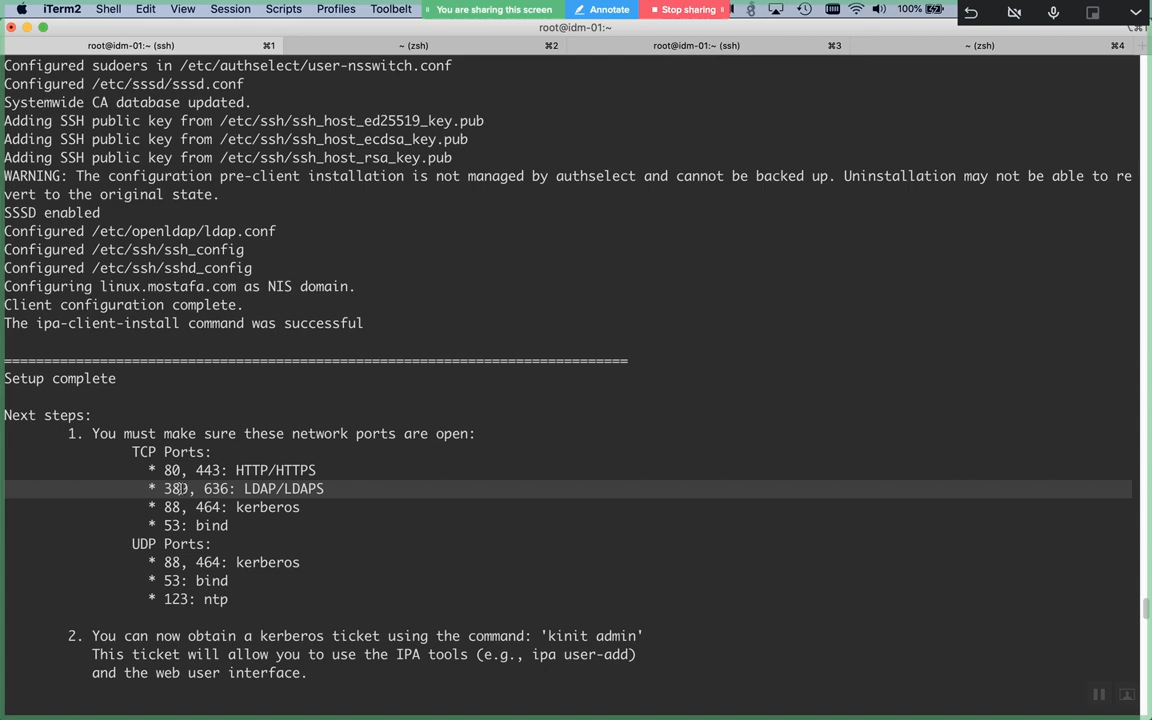 iTerm2 Shell Edit View Session Scripts Profiles Toolbelt You are sharing this screen Annotate Stop sharing 100%
root@idm-01:~
root@idm-01:~ (ssh) ⌘1 ~ (zsh) ⌘2 root@idm-01:~ (ssh) ⌘3 ~ (zsh) ⌘4
Configured sudoers in /etc/authselect/user-nsswitch.conf
Configured /etc/sssd/sssd.conf
Systemwide CA database updated.
Adding SSH public key from /etc/ssh/ssh_host_ed25519_key.pub
Adding SSH public key from /etc/ssh/ssh_host_ecdsa_key.pub
Adding SSH public key from /etc/ssh/ssh_host_rsa_key.pub
WARNING: The configuration pre-client installation is not managed by authselect and cannot be backed up. Uninstallation may not be able to re
vert to the original state.
SSSD enabled
Configured /etc/openldap/ldap.conf
Configured /etc/ssh/ssh_config
Configured /etc/ssh/sshd_config
Configuring linux.mostafa.com as NIS domain.
Client configuration complete.
The ipa-client-install command was successful
==============================================================================
Setup complete
Next steps:
1. You must make sure these network ports are open:
TCP Ports:
* 80, 443: HTTP/HTTPS
* 389, 636: LDAP/LDAPS
* 88, 464: kerberos
* 53: bind
UDP Ports:
* 88, 464: kerberos
* 53: bind
* 123: ntp
2. You can now obtain a kerberos ticket using the command: 'kinit admin'
This ticket will allow you to use the IPA tools (e.g., ipa user-add)
and the web user interface.